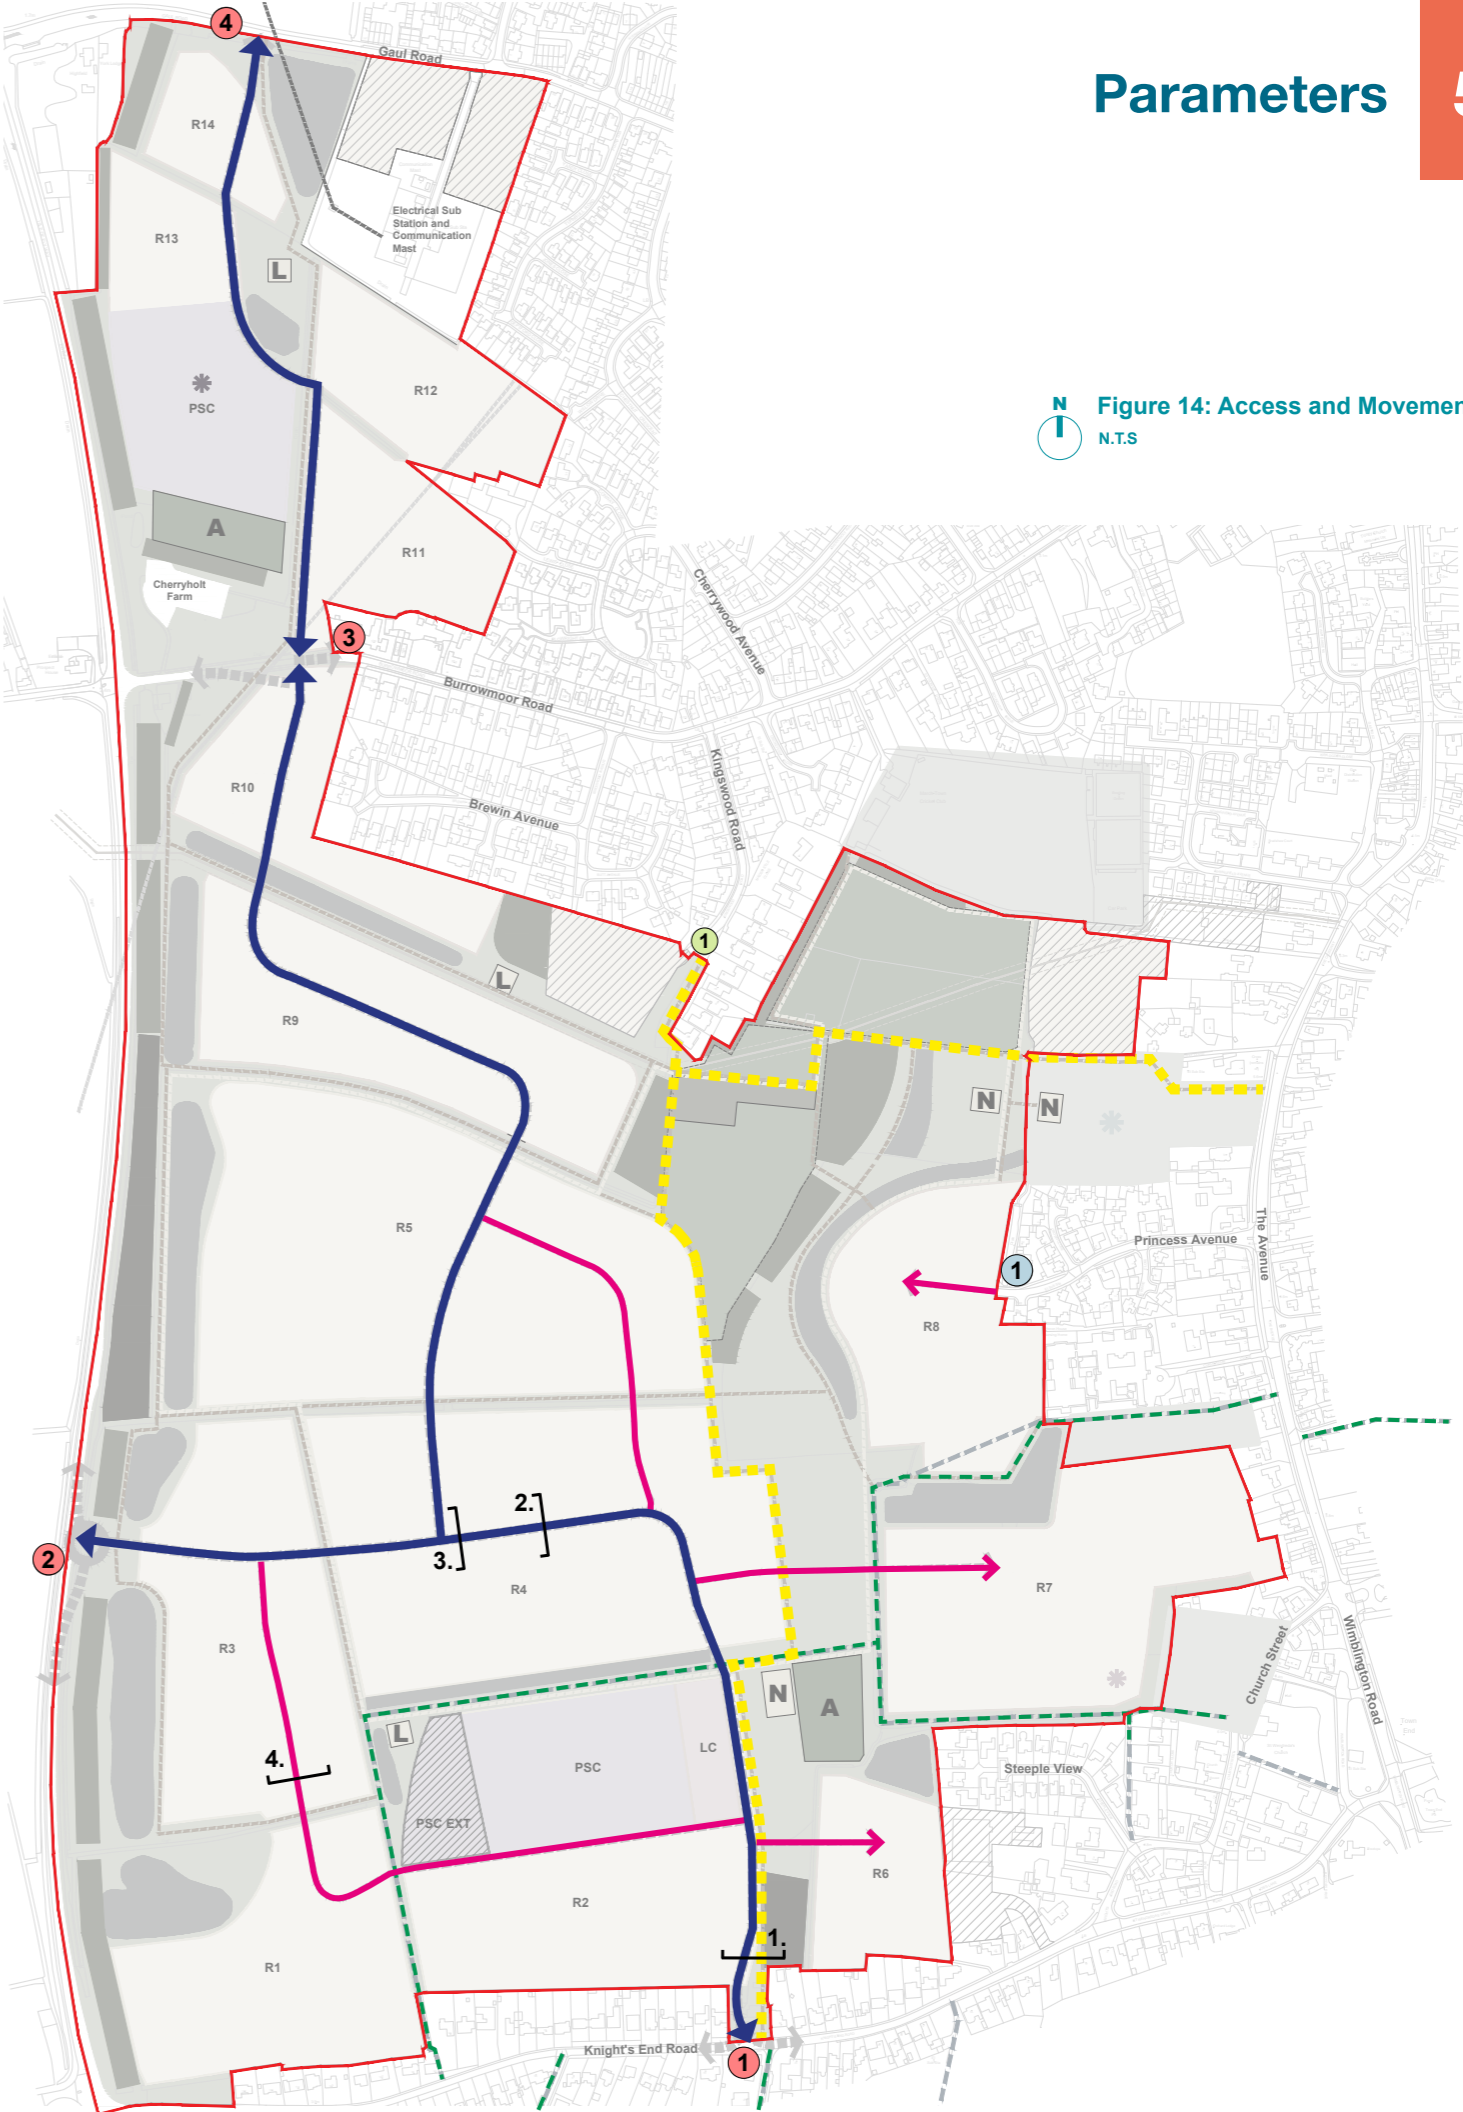 Parameters
5
N
Figure 14: Access and Movemen
N.T.S
4
Gaul Road
R14
Electrical Sub
Station and
Communication
Mast
R13
L
R12
PSC
A
R11
Cherryholt
Farm
3
Cherrywood Avenue
Burrowmoor Road
Kingswood Road
R10
Brewin Avenue
1
L
R9
N
N
R5
The Avenue
Princess Avenue
1
R8
2.
3.
2
R4
R7
R3
Church Street
Wimblington Road
N
A
L
LC
4.
PSC
Steeple View
PSC EXT
R6
R2
1.
R1
Knight's End Road
1